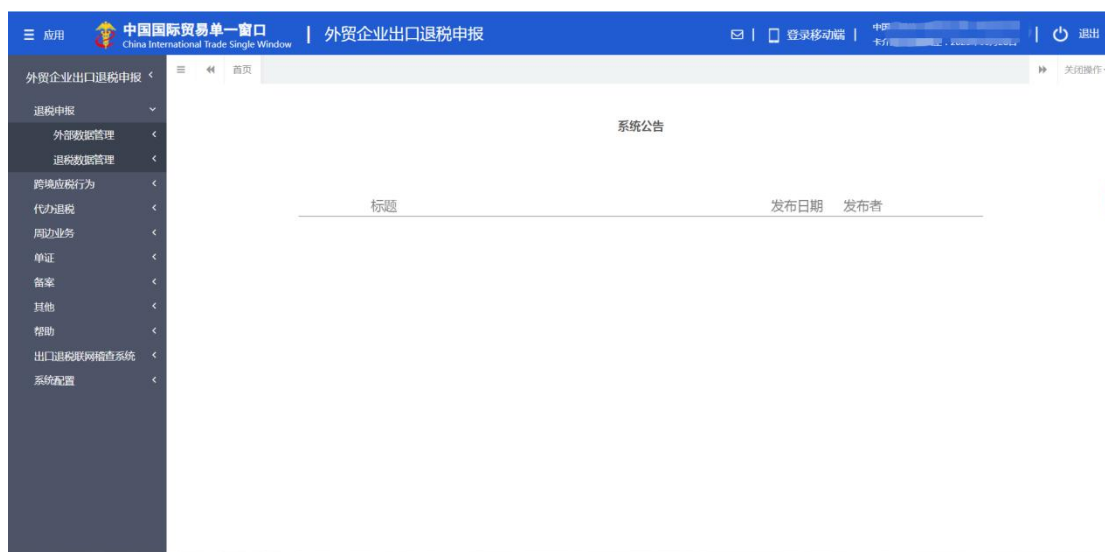 应用
中国国际贸易单一窗口
China International Trade Single Window
外贸企业出口退税申报
登录移动端
中国
退出
外贸企业出口退税申报
首页
关闭操作
退税申报
外部数据管理
系统公告
退税数据管理
跨境应税行为
标题 发布日期 发布者
代办退税
周边业务
单证
备案
其他
帮助
出口退税联网稽查系统
系统配置